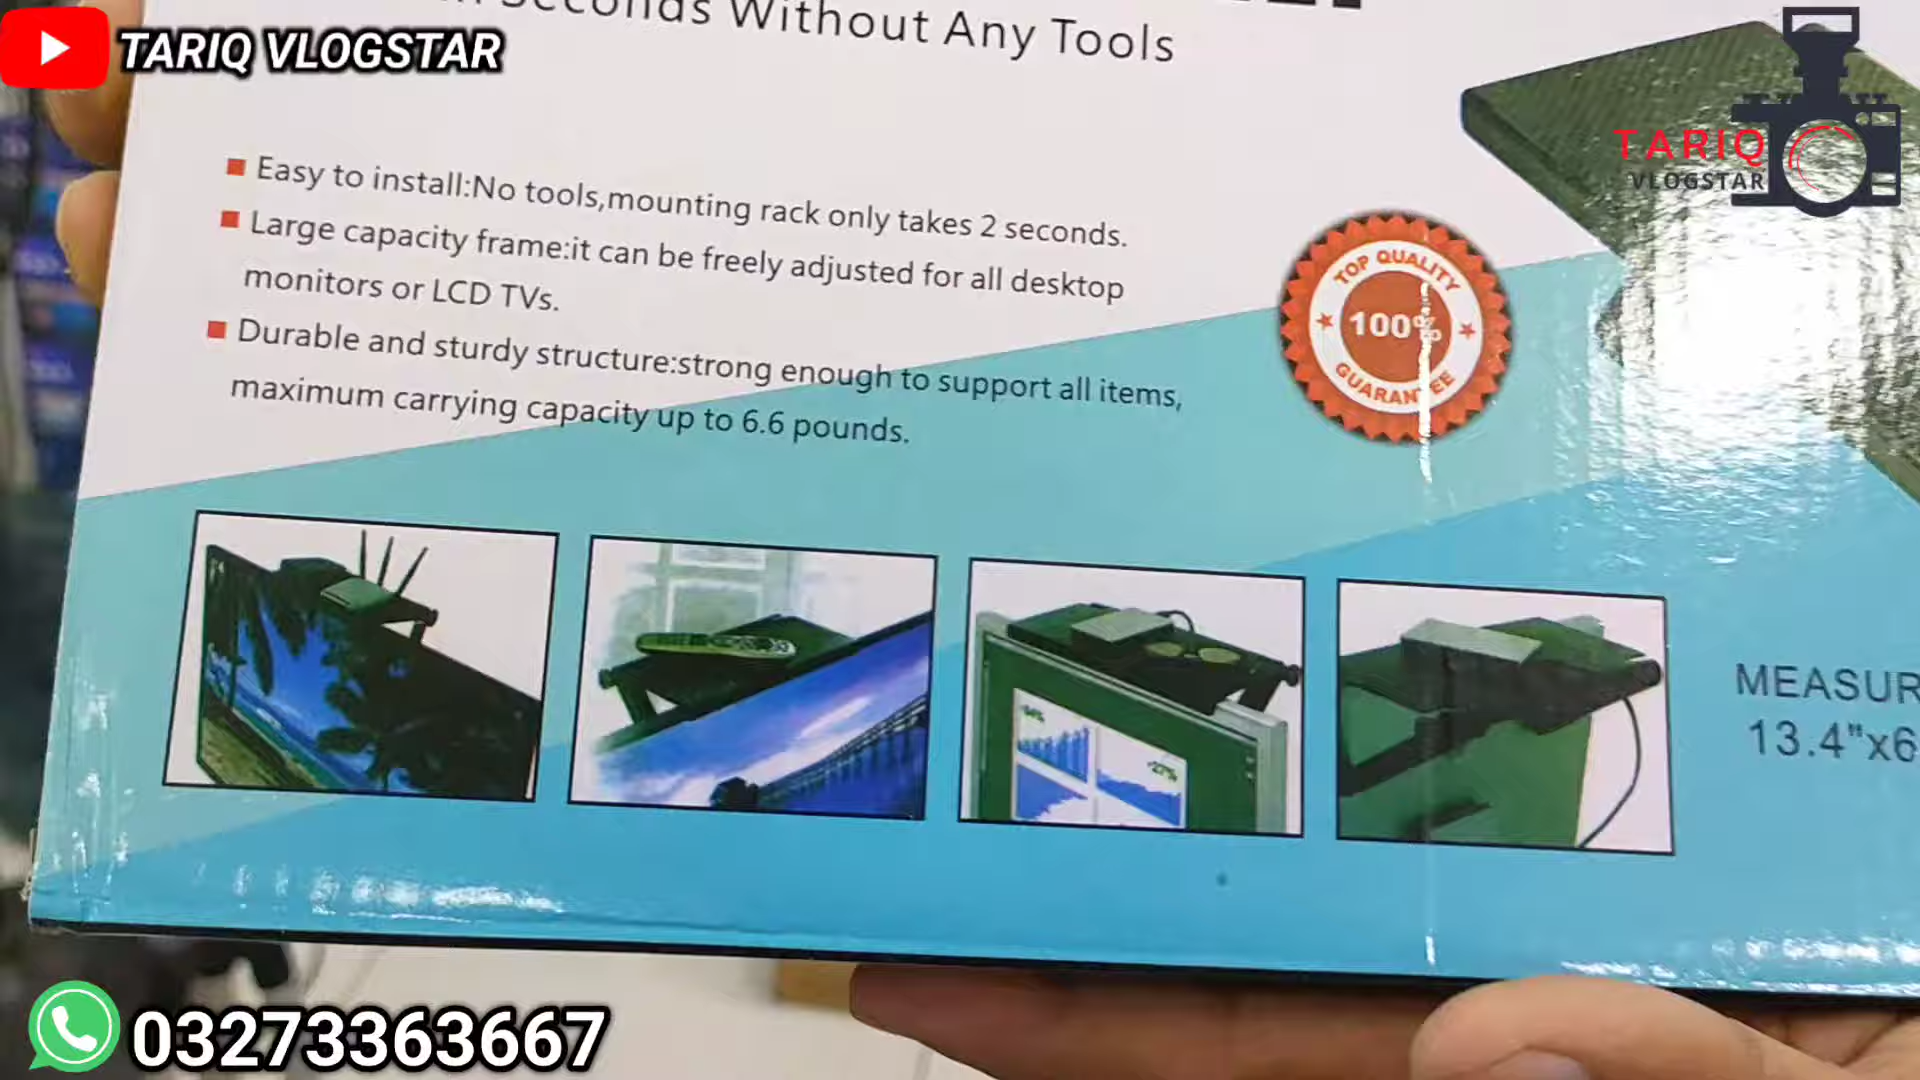 Seconds Without Any Tools
TARIQ VLOGSTAR
TARIQ
VLOGSTAR
Easy to install:No tools,mounting rack only takes 2 seconds.
Large capacity frame:it can be freely adjusted for all desktop
monitors or LCD TVs.
Durable and sturdy structure:strong enough to support all items,
maximum carrying capacity up to 6.6 pounds.
TOP QUALITY
100%
GUARANTEE
MEASUR
13.4"x6
03273363667